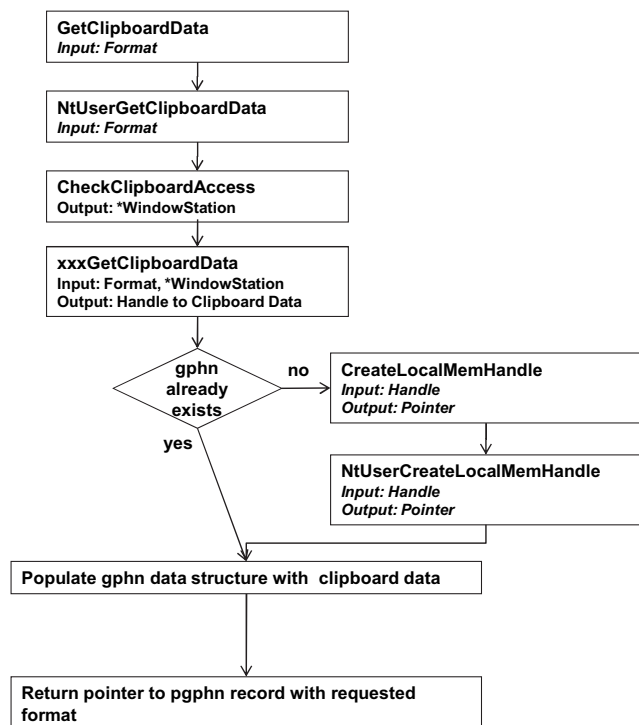 GetClipboardData
Input: Format
NtUserGetClipboardData
Input: Format
CheckClipboardAccess
Output: *WindowStation
xxxGetClipboardData
Input: Format, *WindowStation
Output: Handle to Clipboard Data
gphn
already
exists
no
yes
CreateLocalMemHandle
Input: Handle
Output: Pointer
NtUserCreateLocalMemHandle
Input: Handle
Output: Pointer
Populate gphn data structure with clipboard data
Return pointer to pgphn record with requested
format